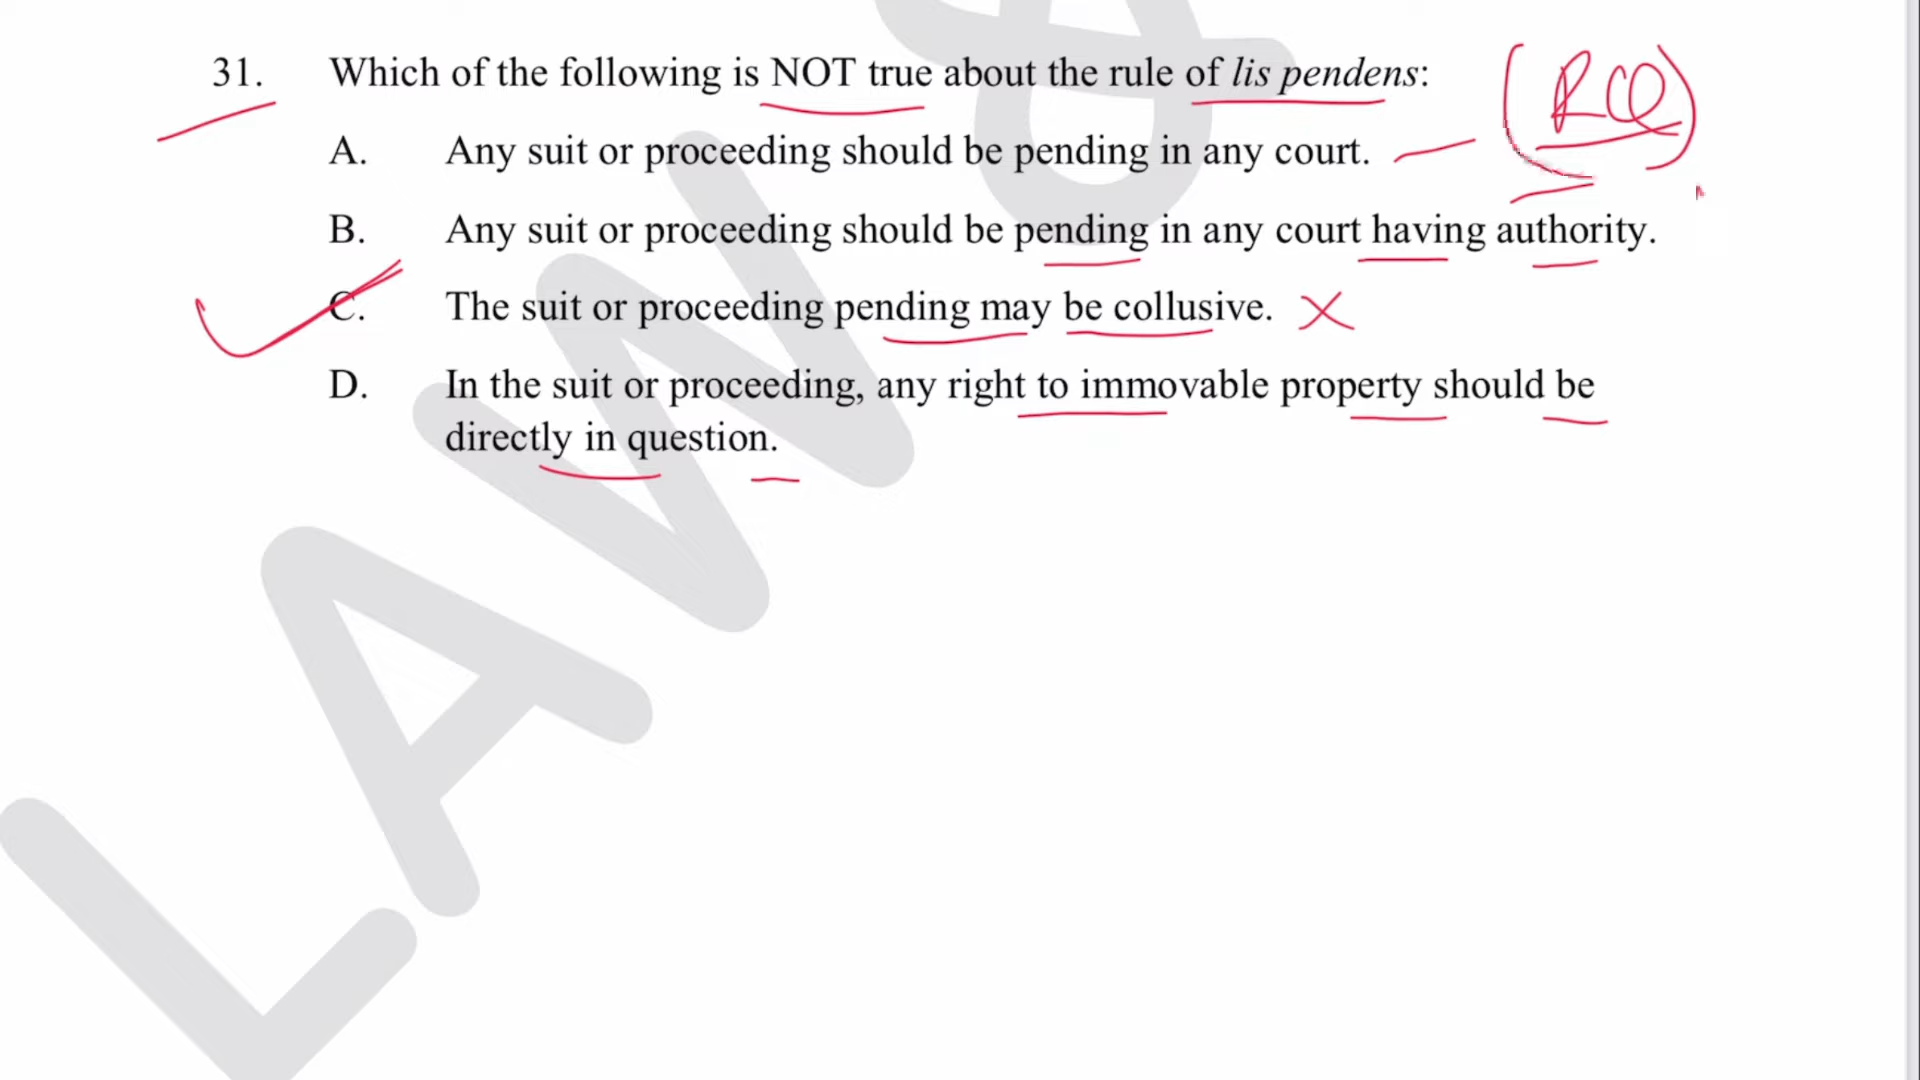 31. Which of the following is NOT true about the rule of lis pendens: (RCQ)
A. Any suit or proceeding should be pending in any court.
B. Any suit or proceeding should be pending in any court having authority.
C. The suit or proceeding pending may be collusive. X
D. In the suit or proceeding, any right to immovable property should be
directly in question.
LAW &